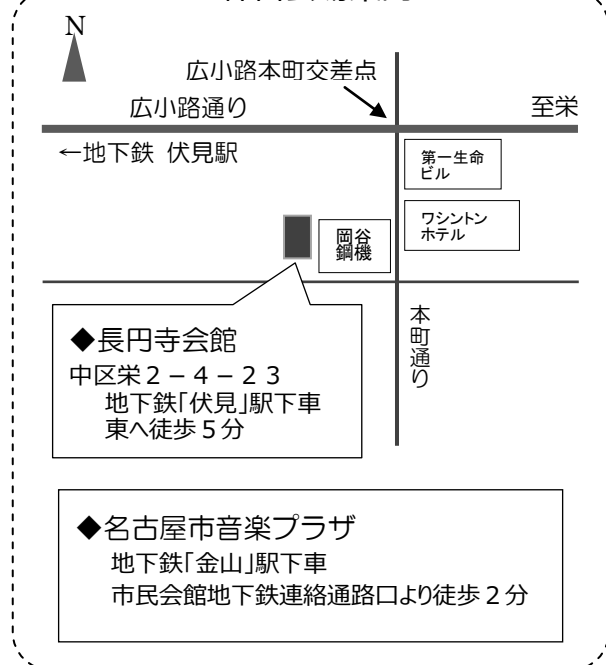 N
広小路本町交差点
広小路通り
至栄
←地下鉄 伏見駅
第一生命
ビル
ワシントン
ホテル
岡谷
鋼機
本町通り
◆長円寺会館
中区栄２－４－２３
地下鉄「伏見」駅下車
東へ徒歩５分
◆名古屋市音楽プラザ
地下鉄「金山」駅下車
市民会館地下鉄連絡通路口より徒歩２分